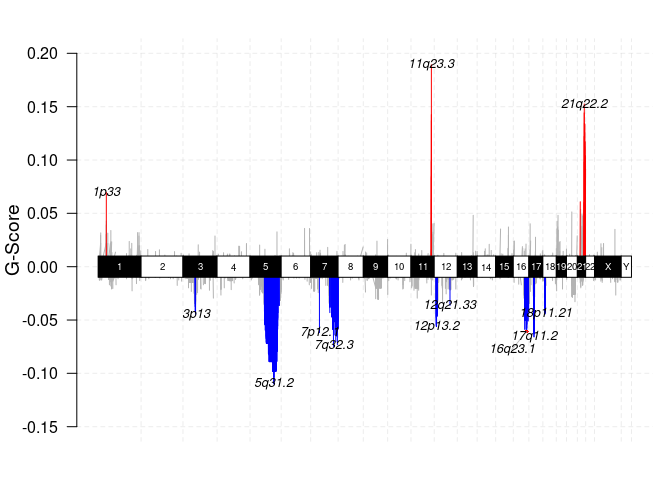 0.20
0.15
0.10
0.05
0.00
-0.05
-0.10
-0.15
G-Score
11q23.3
21q22.2
1p33
1 2 3 4 5 6 7 8 9 10 11 12 13 14 15 16 17 18 19 20 21 22 X Y
12q21.33
3p13
18p11.21
12p13.2
7p12.1
17q11.2
7q32.3
16q23.1
5q31.2